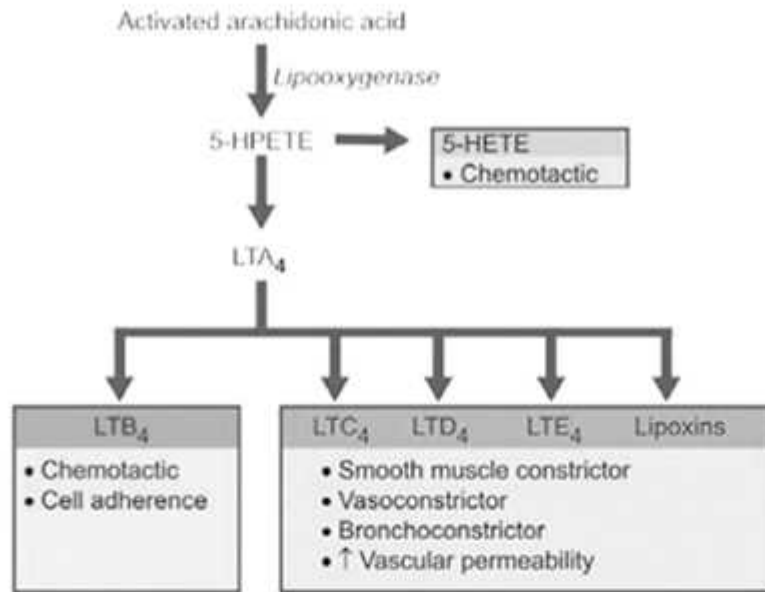 Activated arachidonic acid
Lipooxygenase
5-HPETE
5-HETE
• Chemotactic
LTA₄
LTB₄
• Chemotactic
• Cell adherence
LTC₄ LTD₄ LTE₄ Lipoxins
• Smooth muscle constrictor
• Vasoconstrictor
• Bronchoconstrictor
• ↑ Vascular permeability